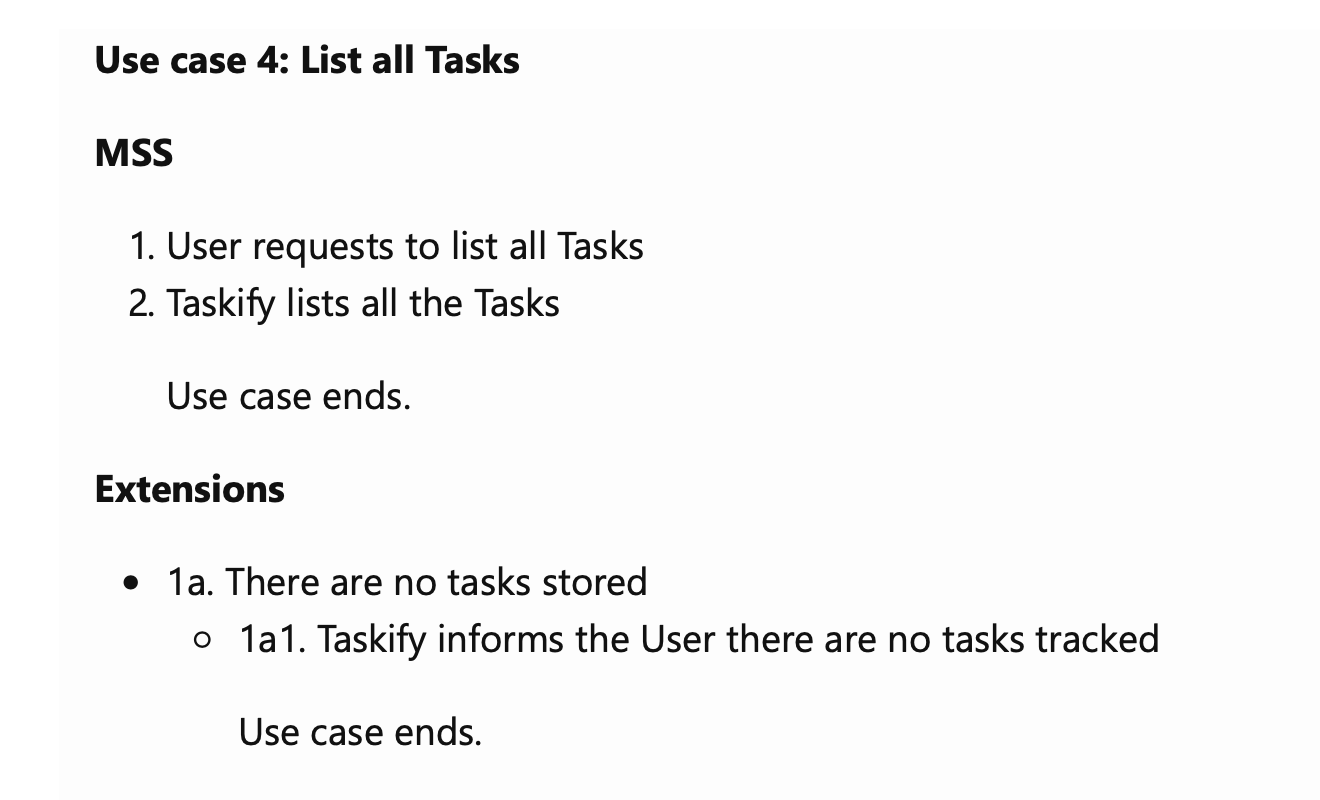 Use case 4: List all Tasks
MSS
1. User requests to list all Tasks
2. Taskify lists all the Tasks
Use case ends.
Extensions
• 1a. There are no tasks stored
○ 1a1. Taskify informs the User there are no tasks tracked
Use case ends.